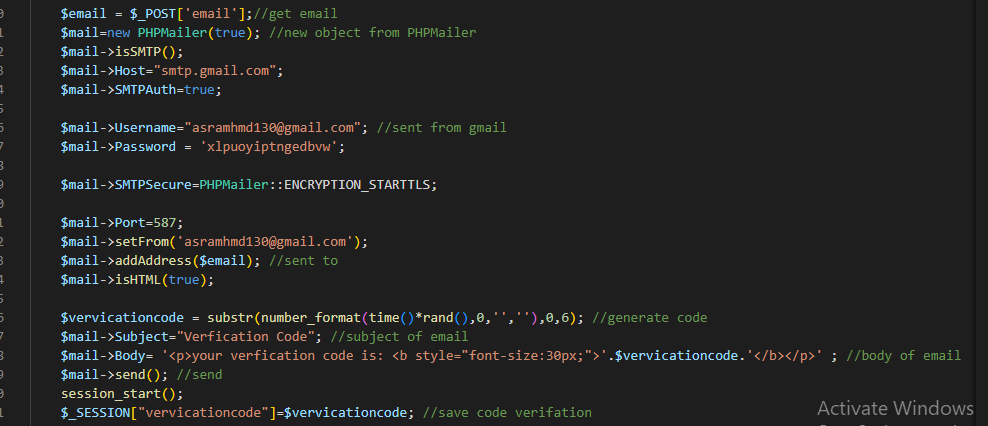 $email = $_POST['email'];//get email
$mail=new PHPMailer(true); //new object from PHPMailer
$mail->isSMTP();
$mail->Host="smtp.gmail.com";
$mail->SMTPAuth=true;
$mail->Username="asramhmd130@gmail.com"; //sent from gmail
$mail->Password = 'xlpuoyiptngedbvw';
$mail->SMTPSecure=PHPMailer::ENCRYPTION_STARTTLS;
$mail->Port=587;
$mail->setFrom('asramhmd130@gmail.com');
$mail->addAddress($email); //sent to
$mail->isHTML(true);
$vervicationcode = substr(number_format(time()*rand(),0,'',''),0,6); //generate code
$mail->Subject="Verfication Code"; //subject of email
$mail->Body= '<p>your verfication code is: <b style="font-size:30px;">'.$vervicationcode.'</b></p>' ; //body of email
$mail->send(); //send
session_start();
$_SESSION["vervicationcode"]=$vervicationcode; //save code verifation
Activate Windows